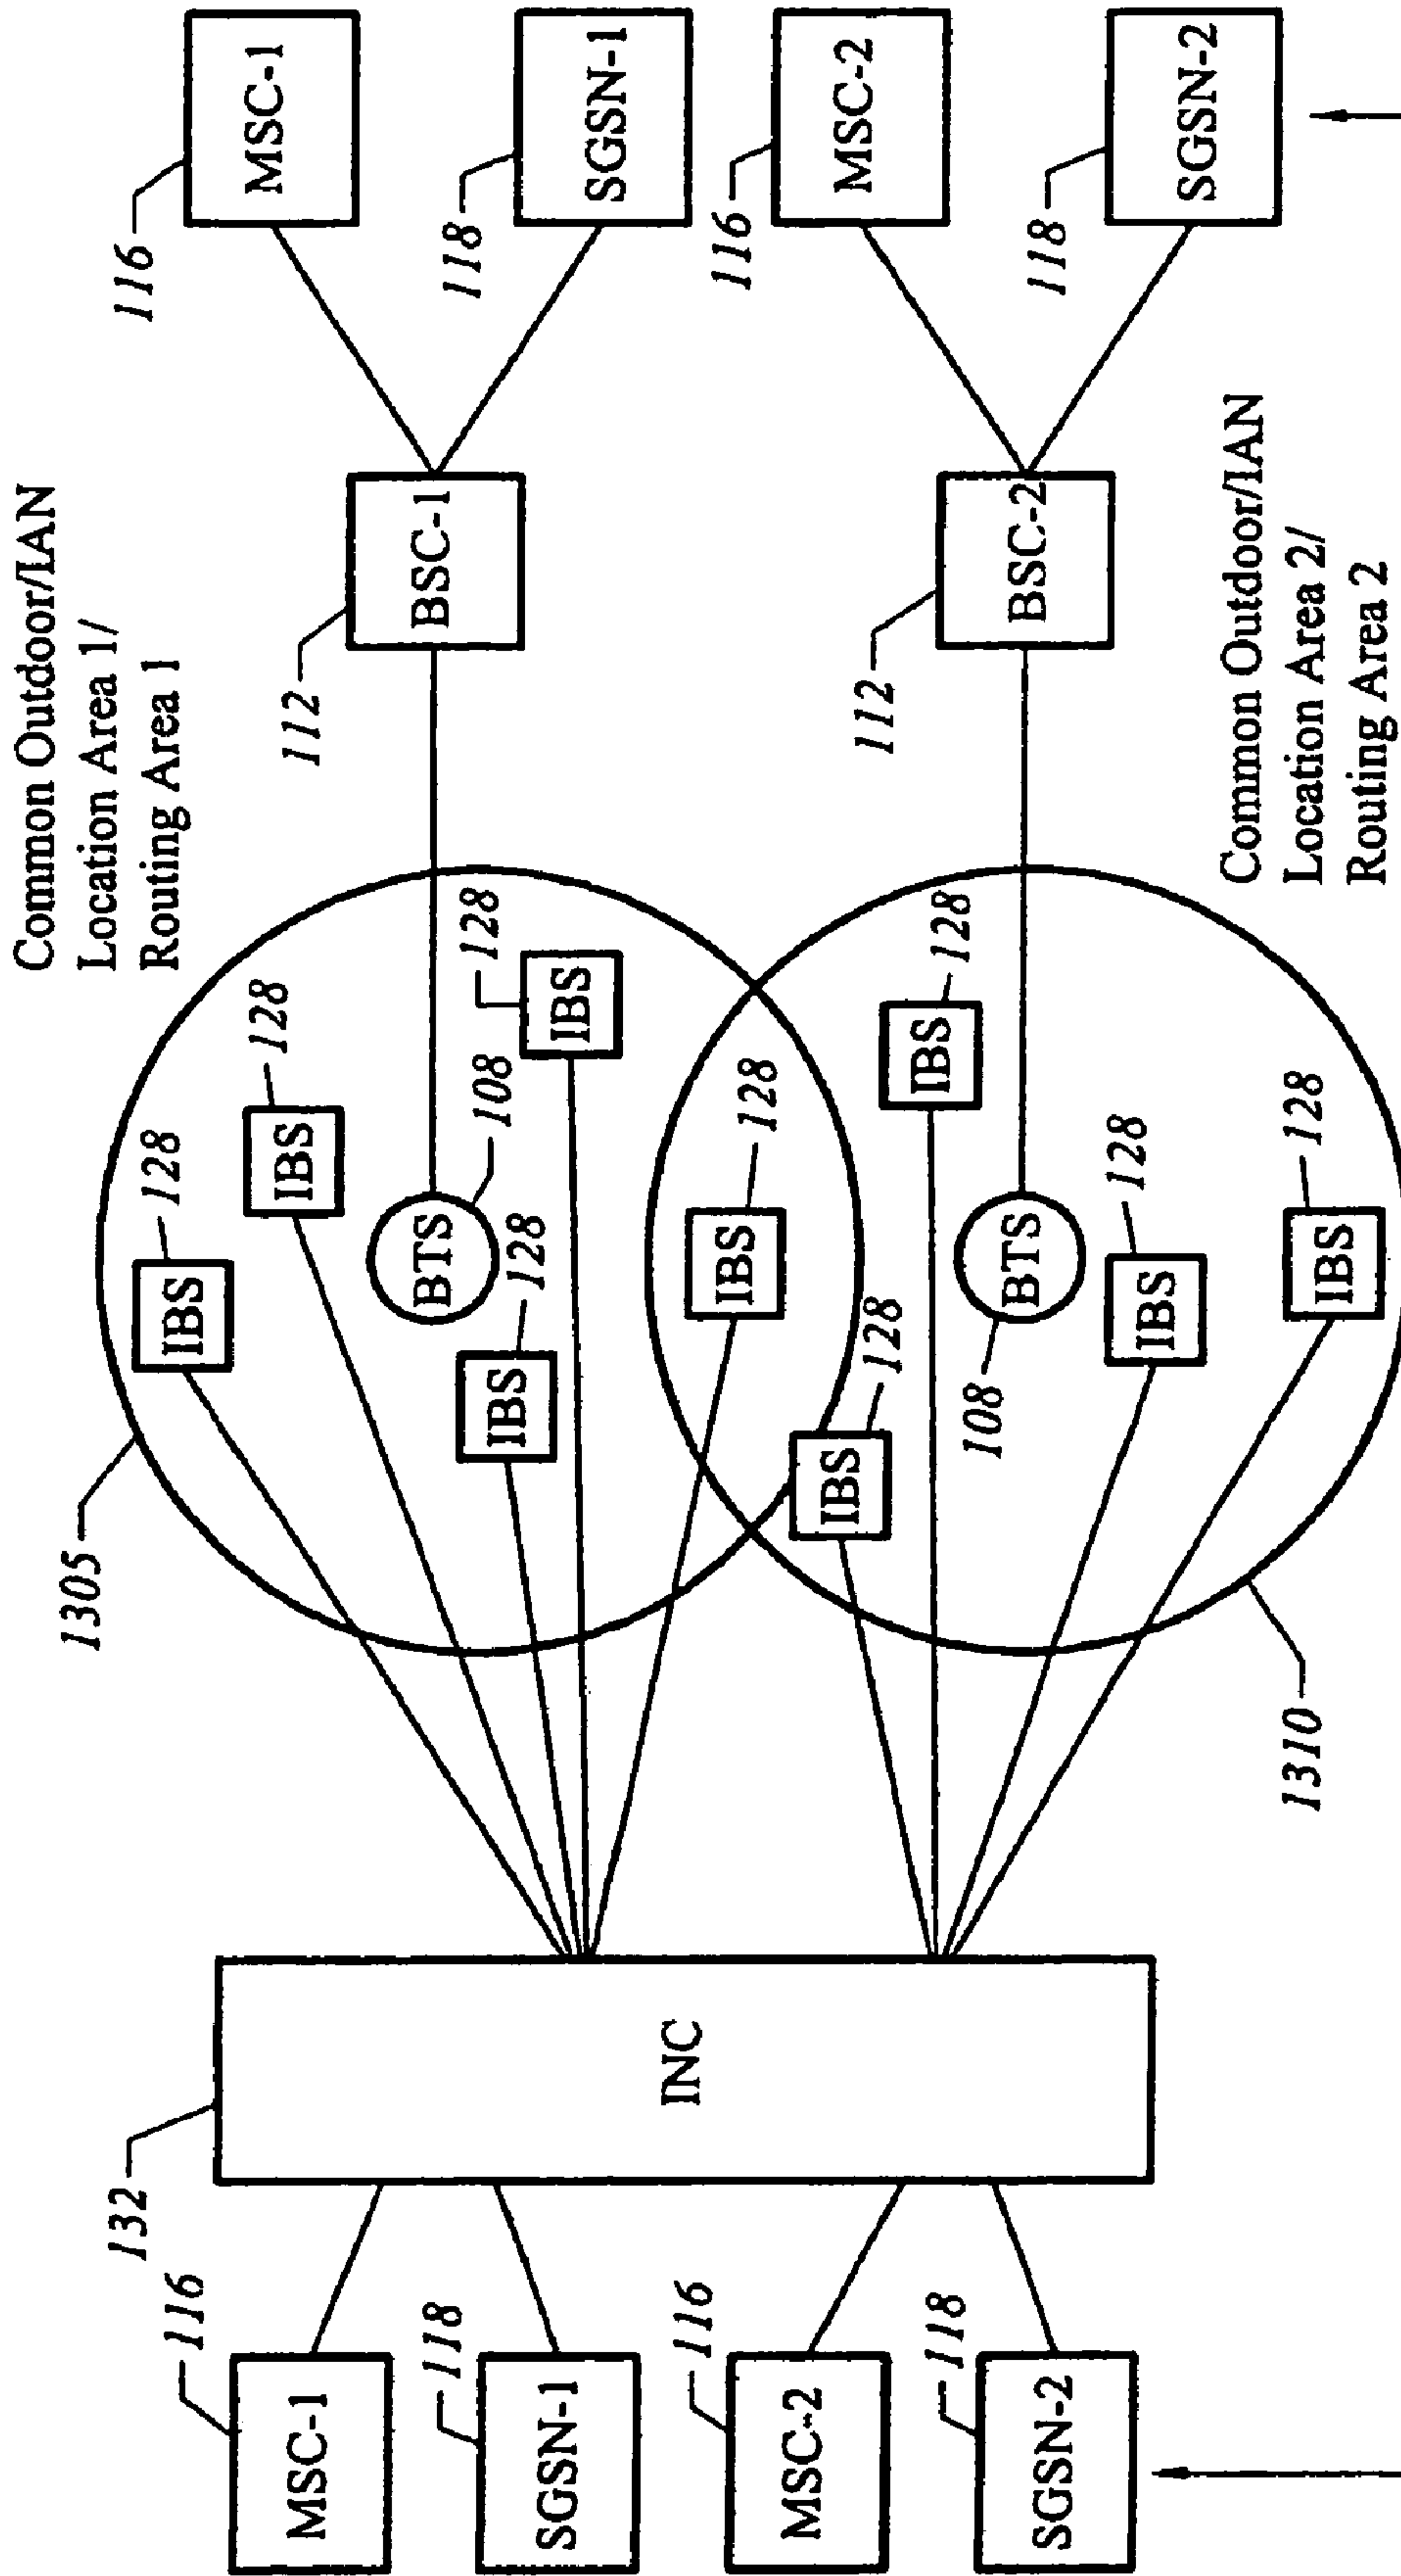 Common Outdoor/IAN
Location Area 1/
Routing Area 1
1305
132
116
MSC-1
118
SGSN-1
116
MSC-2
118
SGSN-2
INC
IBS
128
IBS
128
BTS
108
IBS
128
IBS
128
IBS
128
112
BSC-1
116
MSC-1
118
SGSN-1
IBS
128
IBS
128
BTS
108
IBS
128
IBS
128
1310
112
BSC-2
116
MSC-2
118
SGSN-2
Common Outdoor/IAN
Location Area 2/
Routing Area 2